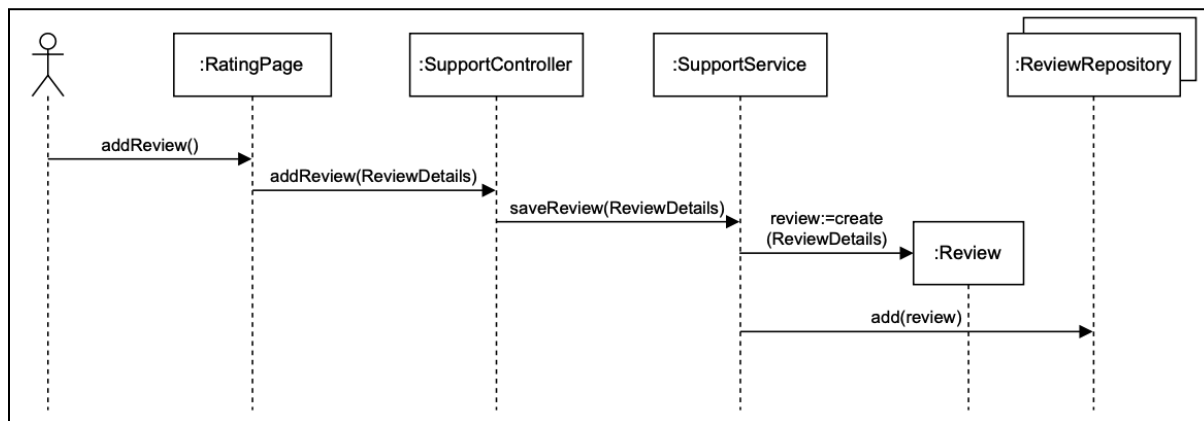 :RatingPage
:SupportController
:SupportService
:ReviewRepository
addReview()
addReview(ReviewDetails)
saveReview(ReviewDetails)
review:=create
(ReviewDetails)
:Review
add(review)